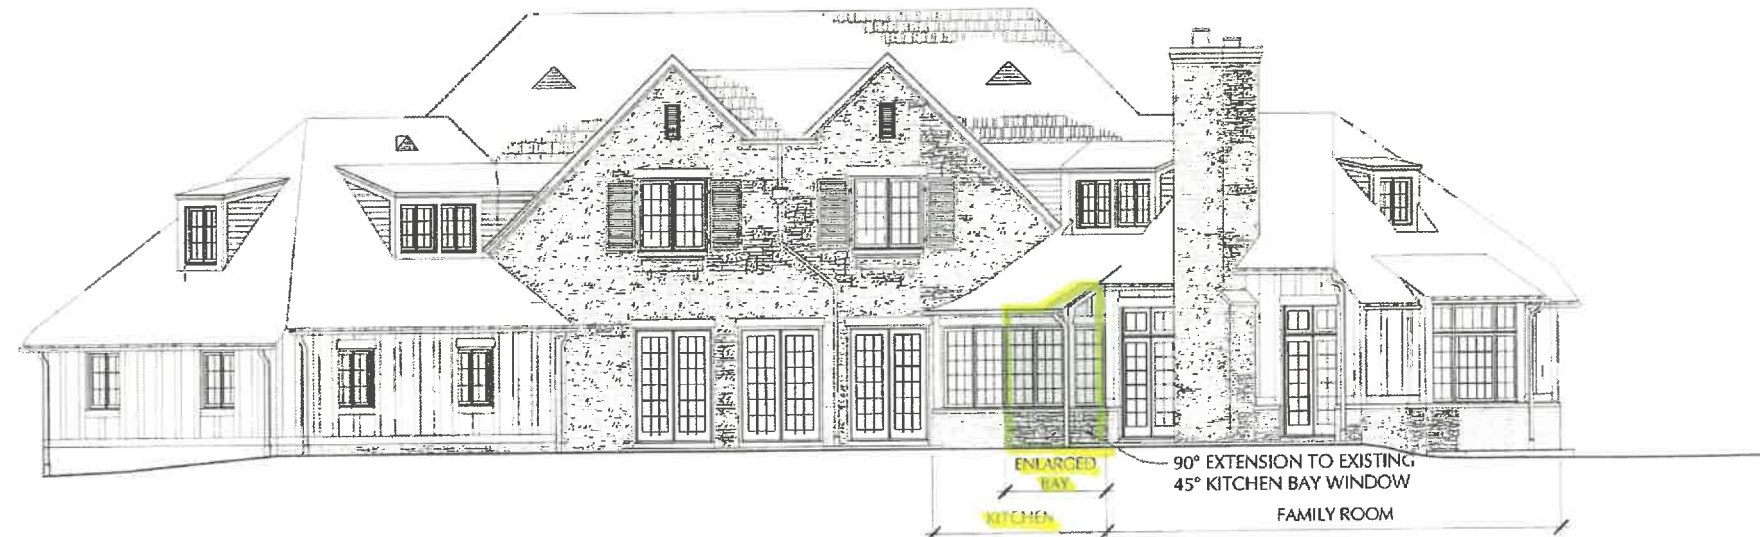 ENLARGED
BAY
90° EXTENSION TO EXISTING
45° KITCHEN BAY WINDOW
KITCHEN
FAMILY ROOM